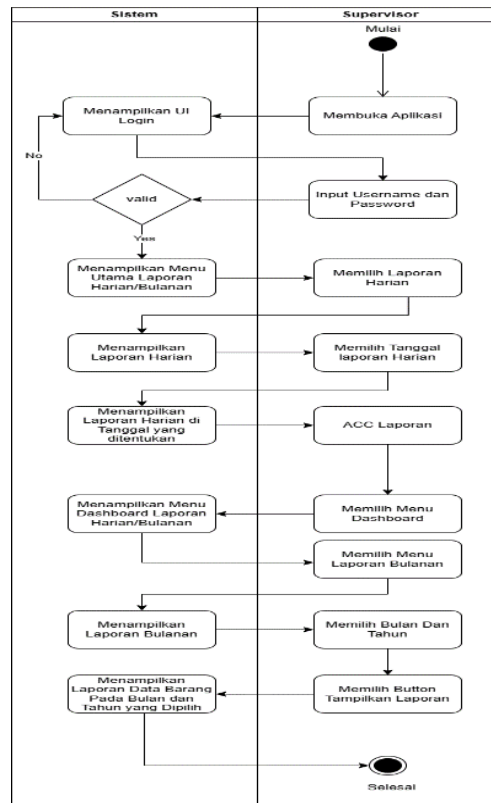 Sistem
Supervisor
Mulai
Menampilkan UI
Login
Membuka Aplikasi
No
valid
Input Username dan
Password
Yes
Menampilkan Menu
Utama Laporan
Harian/Bulanan
Memilih Laporan
Harian
Menampilkan
Laporan Harian
Memilih Tanggal
laporan Harian
Menampilkan
Laporan Harian di
Tanggal yang
ditentukan
ACC Laporan
Menampilkan Menu
Dashboard Laporan
Harian/Bulanan
Memilih Menu
Dashboard
Memilih Menu
Laporan Bulanan
Menampilkan
Laporan Bulanan
Memilih Bulan Dan
Tahun
Menampilkan
Laporan Data Barang
Pada Bulan dan
Tahun yang Dipilih
Memilih Button
Tampilkan Laporan
Selesai